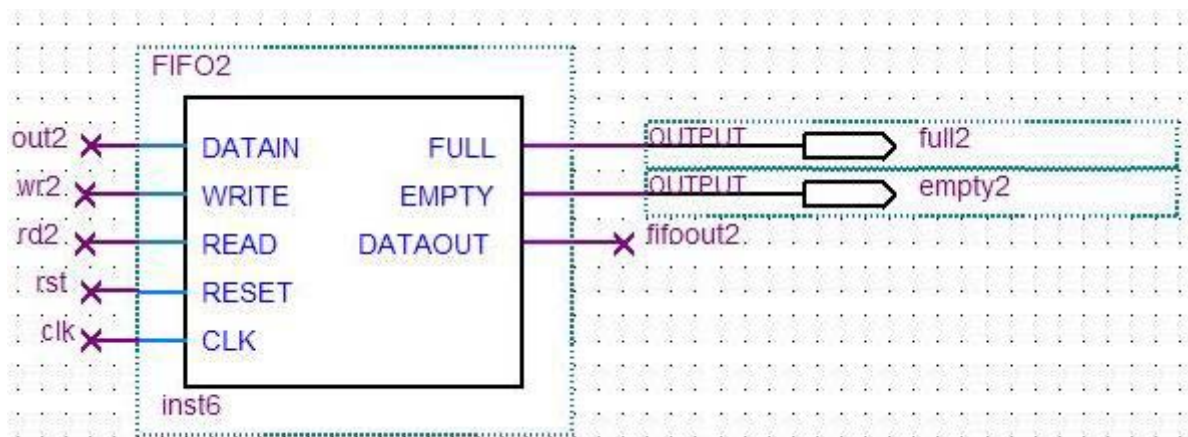 FIFO2
out2 DATAIN FULL OUTPUT full2
wr2 WRITE EMPTY OUTPUT empty2
rd2 READ DATAOUT fifoout2
rst RESET
clk CLK
inst6